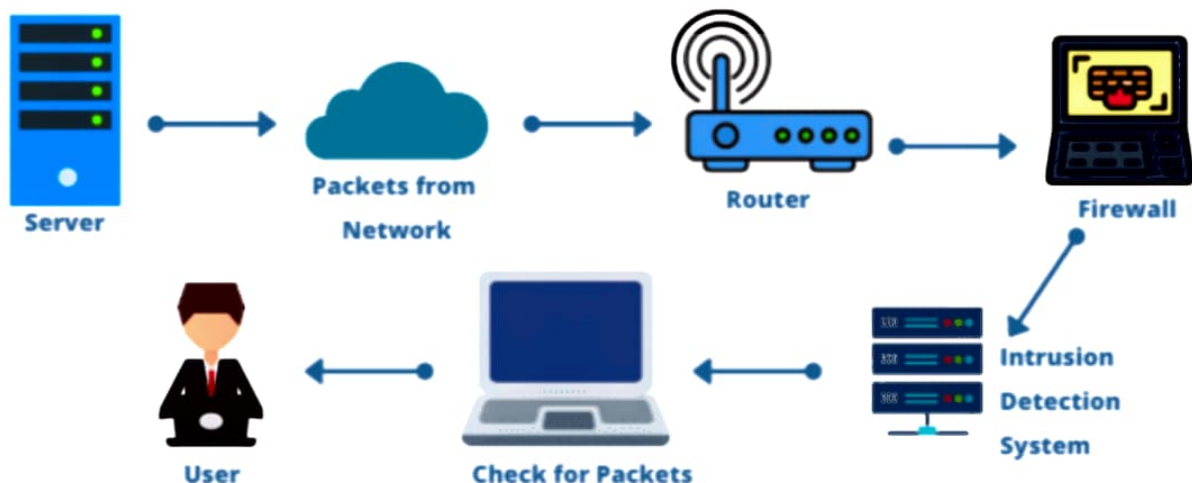 Server
Packets from
Network
Router
Firewall
Intrusion
Detection
System
Check for Packets
User